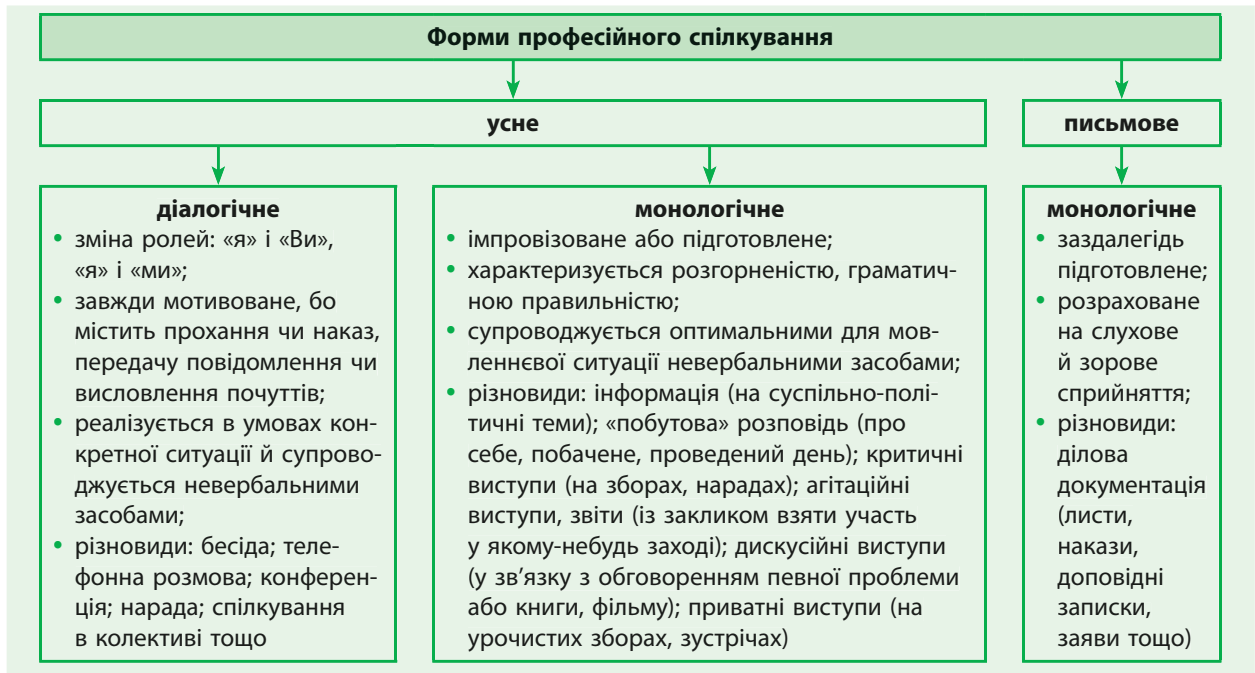 Форми професійного спілкування
усне
письмове
діалогічне
• зміна ролей: «я» і «Ви»,
«я» і «ми»;
• завжди мотивоване, бо
містить прохання чи наказ,
передачу повідомлення чи
висловлення почуттів;
• реалізується в умовах кон-
кретної ситуації й супрово-
джується невербальними
засобами;
• різновиди: бесіда; теле-
фонна розмова; конферен-
ція; нарада; спілкування
в колективі тощо
монологічне
• імпровізоване або підготовлене;
• характеризується розгорненістю, граматич-
ною правильністю;
• супроводжується оптимальними для мов-
леннєвої ситуації невербальними засобами;
• різновиди: інформація (на суспільно-полі-
тичні теми); «побутова» розповідь (про
себе, побачене, проведений день); критичні
виступи (на зборах, нарадах); агітаційні
виступи, звіти (із закликом взяти участь
у якому-небудь заході); дискусійні виступи
(у зв’язку з обговоренням певної проблеми
або книги, фільму); приватні виступи (на
урочистих зборах, зустрічах)
монологічне
• заздалегідь
підготовлене;
• розраховане
на слухове
й зорове
сприйняття;
• різновиди:
ділова
документація
(листи,
накази,
доповідні
записки,
заяви тощо)